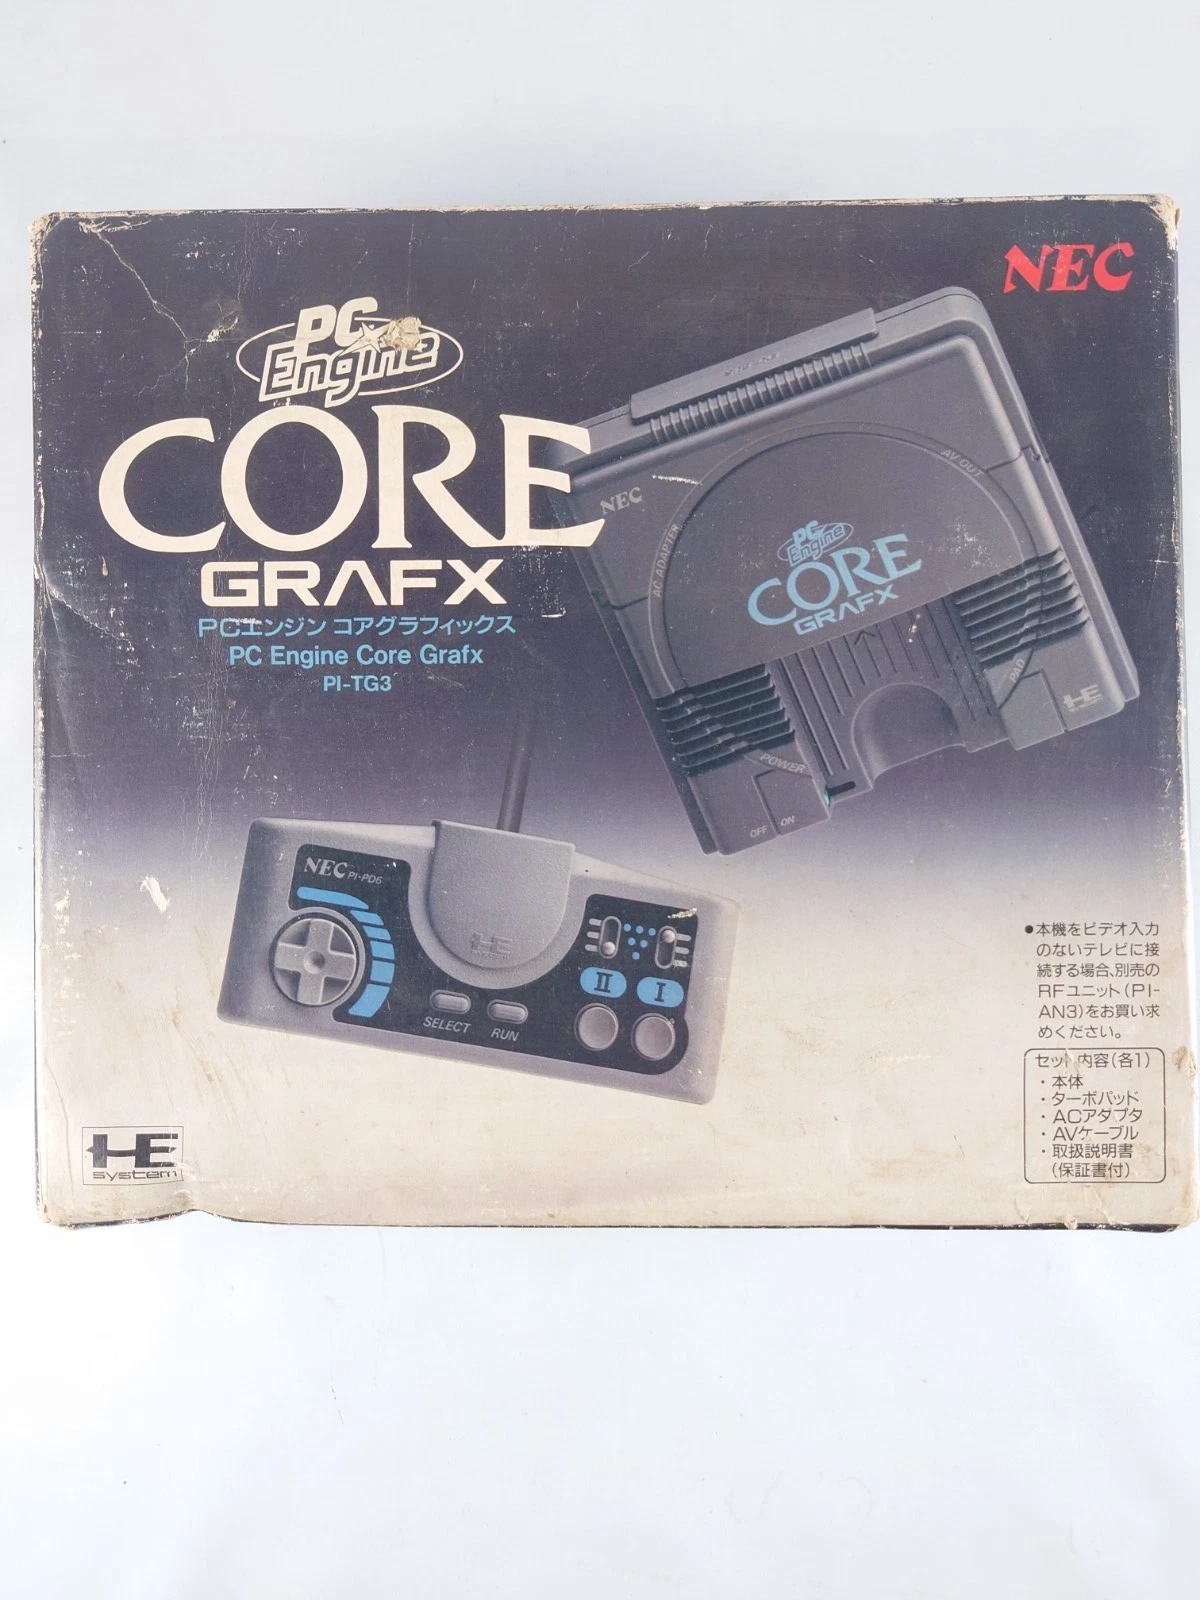 NEC
PC
Engine
CORE
GRAFX
PCエンジン コアグラフィックス
PC Engine Core Grafx
PI-TG3
NEC
AC ADAPTER
AV OUT
PC
Engine
CORE
GRAFX
PAD
HE
POWER
OFF
ON
NEC PI-PD6
HE
SYSTEM
II
I
SELECT
RUN
●本機をビデオ入力
のないテレビに接
続する場合、別売の
RFユニット(PI-
AN3)をお買い求
めください。
セット内容(各1)
・本体
・ターボパッド
・ACアダプタ
・AVケーブル
・取扱説明書
(保証書付)
HE
system